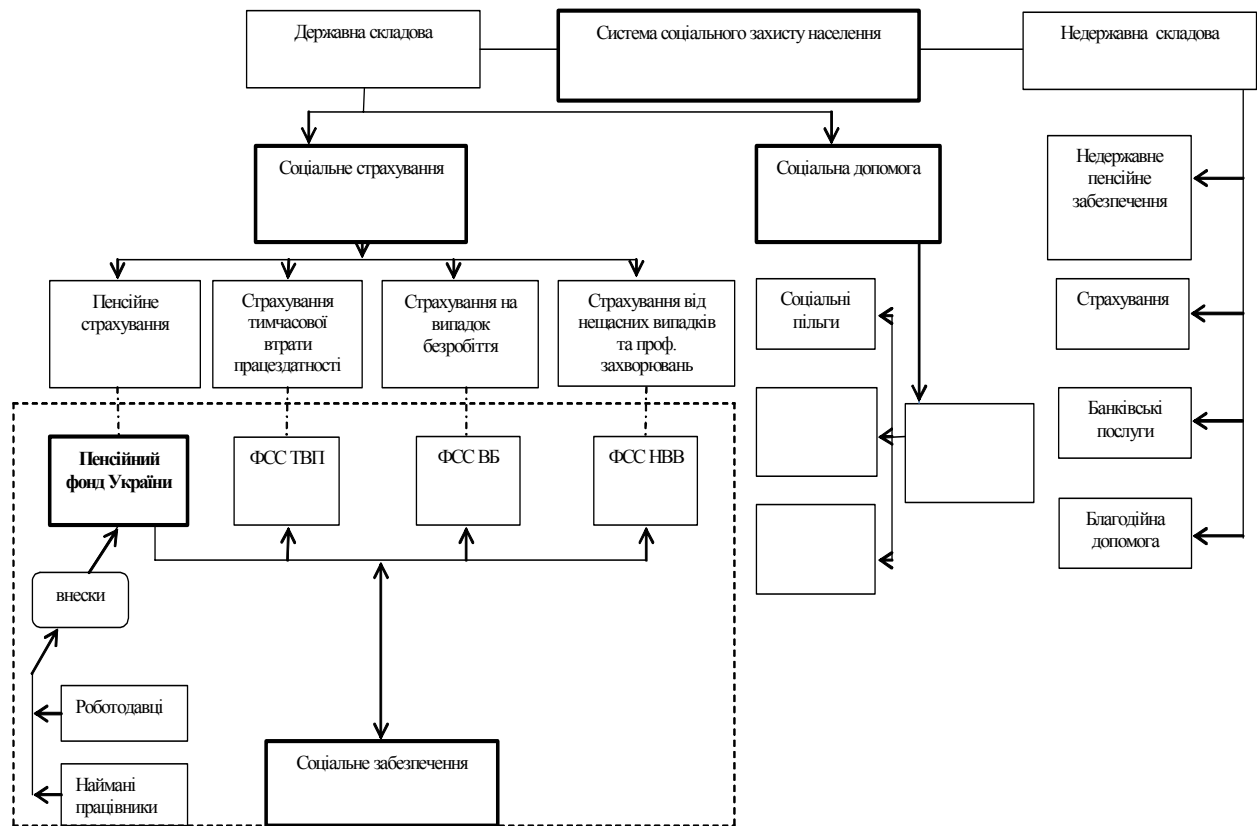 Державна складова
Система соціального захисту населення
Недержавна складова
Соціальне страхування
Соціальна допомога
Недержавне
пенсійне
забезпечення
Пенсійне
страхування
Страхування
тимчасової
втрати
працездатності
Страхування на
випадок
безробіття
Страхування від
нещасних випадків
та проф.
захворювань
Соціальні
пільги
Страхування
Пенсійний
фонд України
ФСС ТВП
ФСС ВБ
ФСС НВВ
Банківські
послуги
Благодійна
допомога
внески
Роботодавці
Наймані
працівники
Соціальне забезпечення